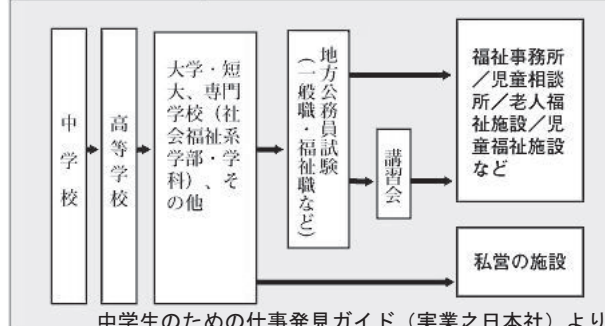 中学校
高等学校
大学・短
大、専門
学校（社
会福祉系
学部・学
科）、そ
の他
地方公務員試験
（一般職・福祉職など）
講習会
福祉事務所
／児童相談
所／老人福
祉施設／児
童福祉施設
など
私営の施設
中学生のための仕事発見ガイド（実業之日本社）より